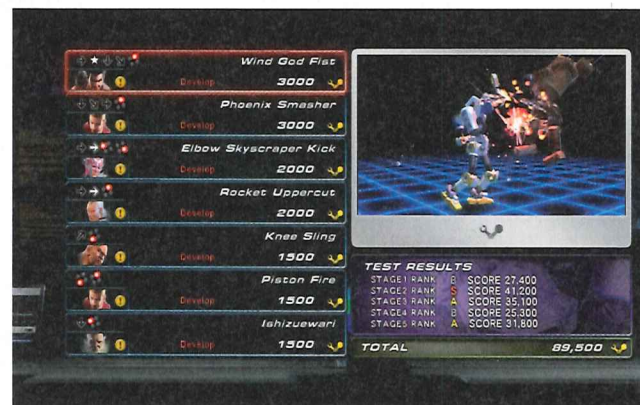 Wind God Fist
Develop 3000
Phoenix Smasher
Develop 3000
Elbow Skyscraper Kick
Develop 2000
Rocket Uppercut
Develop 2000
Knee Sling
1500
Piston Fire
Develop 1500
Ishizuewari
Develop 1500
TEST RESULTS
STAGE1 RANK B SCORE 27,400
STAGE2 RANK S SCORE 41,200
STAGE3 RANK A SCORE 35,100
STAGE4 RANK B SCORE 25,300
STAGE5 RANK A SCORE 31,800
TOTAL 89,500